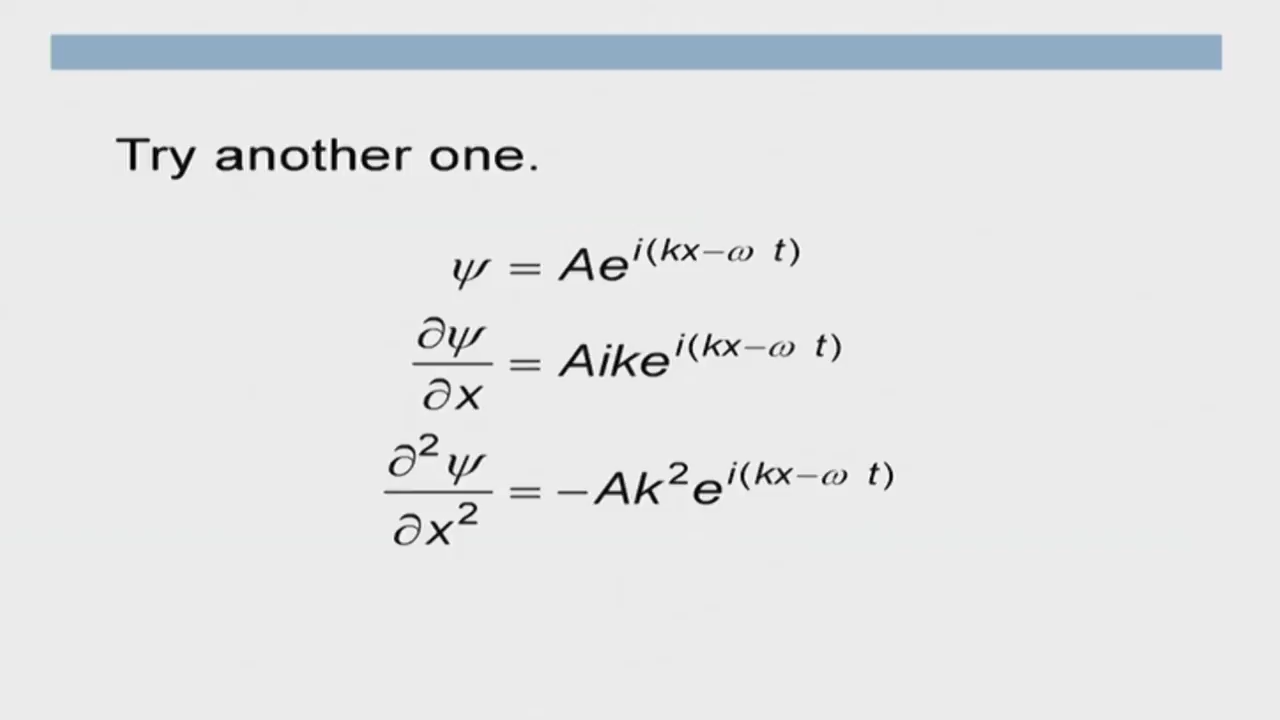 Try another one.
ψ = Ae^{i(kx−ω t)}
∂ψ/∂x = Aike^{i(kx−ω t)}
∂²ψ/∂x² = −Ak²e^{i(kx−ω t)}